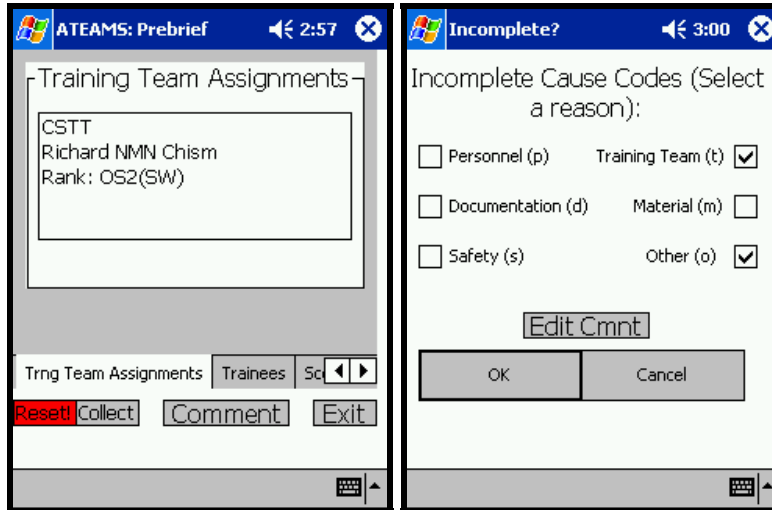 ATEAMS: Prebrief 2:57
Training Team Assignments
CSTT
Richard NMN Chism
Rank: OS2(SW)
Trng Team Assignments Trainees Sc
Reset! Collect Comment Exit
Incomplete? 3:00
Incomplete Cause Codes (Select
a reason):
Personnel (p) Training Team (t)
Documentation (d) Material (m)
Safety (s) Other (o)
Edit Cmnt
OK Cancel